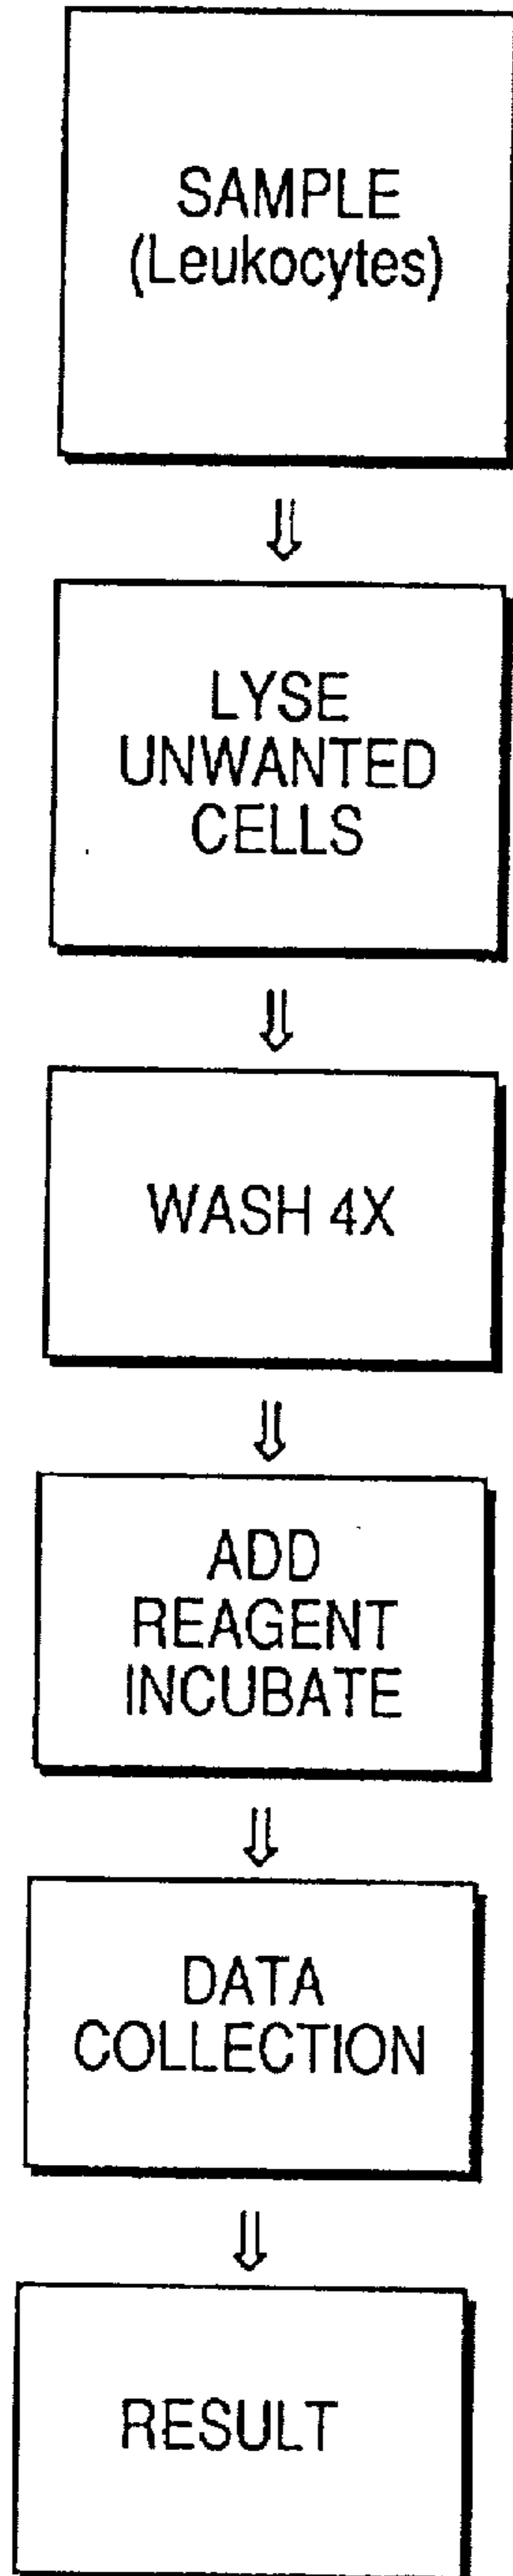 SAMPLE
(Leukocytes)
LYSE
UNWANTED
CELLS
WASH 4X
ADD
REAGENT
INCUBATE
DATA
COLLECTION
RESULT